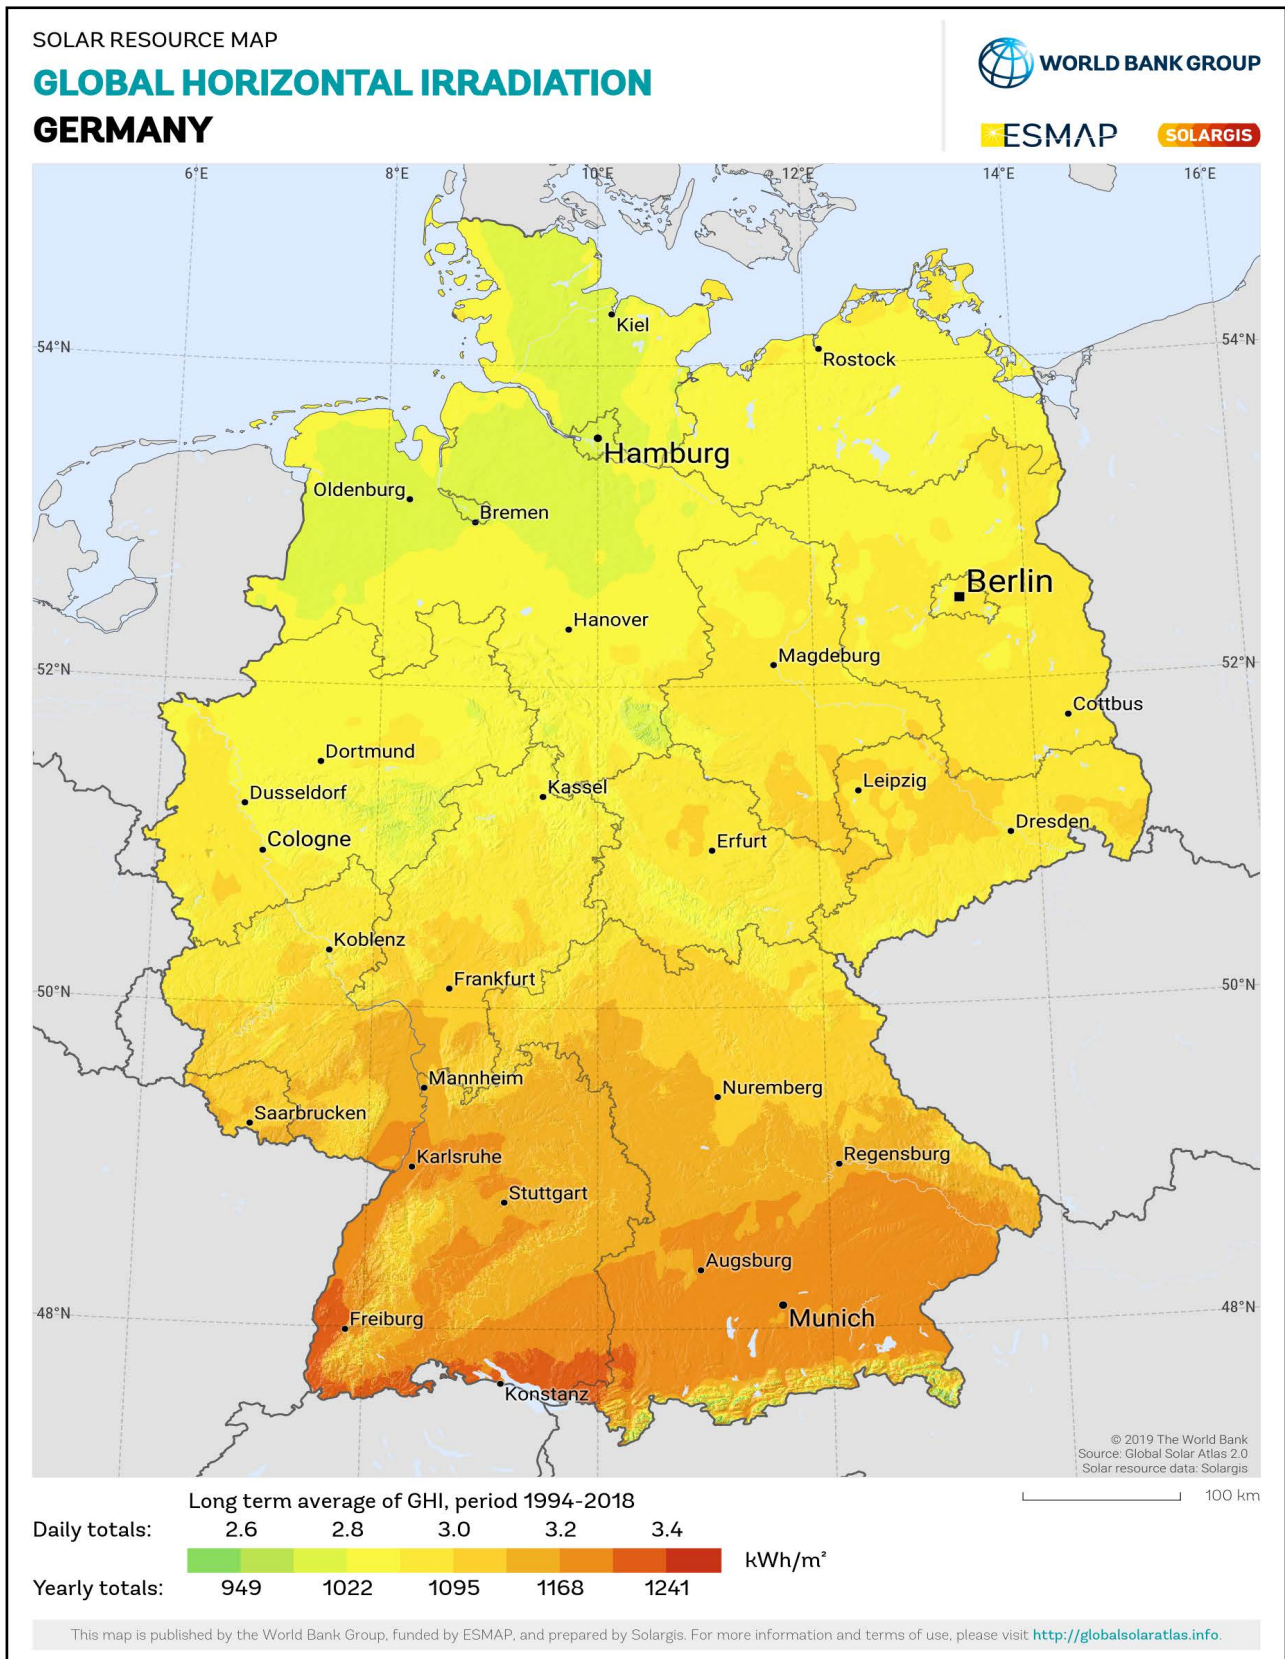 SOLAR RESOURCE MAP
GLOBAL HORIZONTAL IRRADIATION
GERMANY
WORLD BANK GROUP
ESMAP
SOLARGIS
6°E 8°E 10°E 12°E 14°E 16°E
Kiel
54°N
54°N
Rostock
Hamburg
Oldenburg
Bremen
Berlin
Hanover
Magdeburg
52°N
52°N
Cottbus
Dortmund
Leipzig
Kassel
Dusseldorf
Dresden
Cologne
Erfurt
Koblenz
Frankfurt
50°N
50°N
Mannheim
Nuremberg
Saarbrucken
Karlsruhe
Regensburg
Stuttgart
Augsburg
48°N
48°N
Freiburg
Munich
Konstanz
© 2019 The World Bank
Source: Global Solar Atlas 2.0
Solar resource data: Solargis
100 km
Long term average of GHI, period 1994-2018
Daily totals: 2.6 2.8 3.0 3.2 3.4
kWh/m²
Yearly totals: 949 1022 1095 1168 1241
This map is published by the World Bank Group, funded by ESMAP, and prepared by Solargis. For more information and terms of use, please visit http://globalsolaratlas.info.